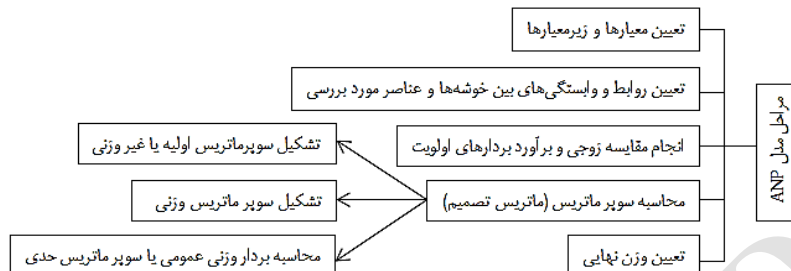 مراحل مدل ANP
تعیین معیارها و زیرمعیارها
تعیین روابط و وابستگی‌های بین خوشه‌ها و عناصر مورد بررسی
انجام مقایسه زوجی و برآورد بردارهای اولویت
محاسبه سوپر ماتریس (ماتریس تصمیم)
تشکیل سوپرماتریس اولیه یا غیر وزنی
تشکیل سوپر ماتریس وزنی
محاسبه بردار وزنی عمومی یا سوپر ماتریس حدی
تعیین وزن نهایی